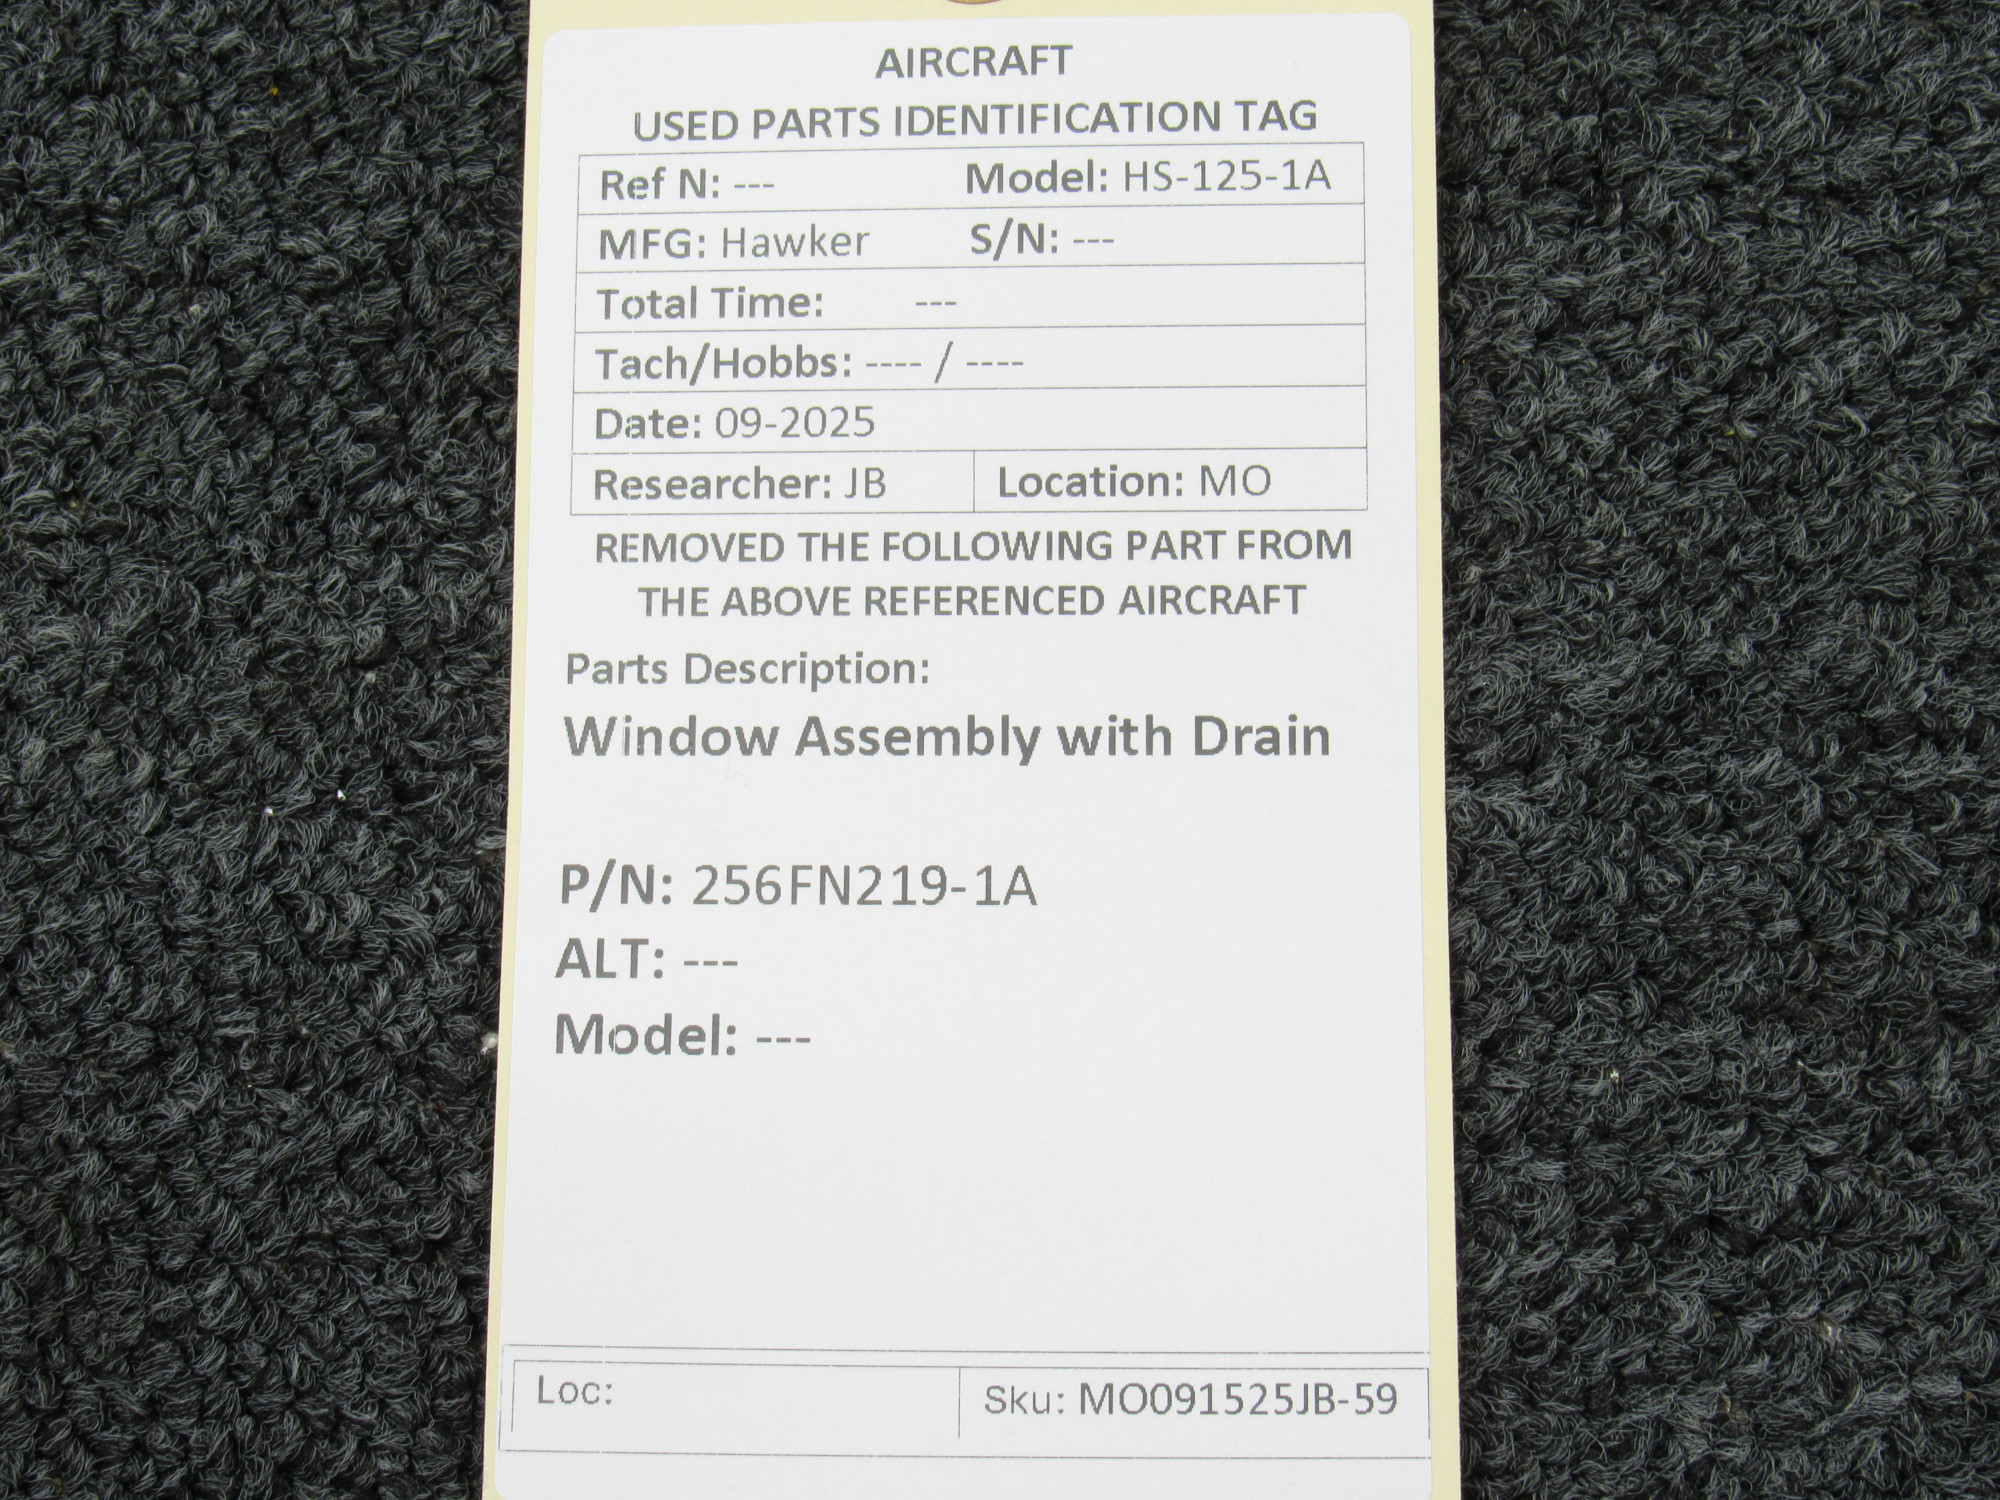 AIRCRAFT
USED PARTS IDENTIFICATION TAG
Ref N: --- Model: HS-125-1A
MFG: Hawker S/N: ---
Total Time: ---
Tach/Hobbs: ---- / ----
Date: 09-2025
Researcher: JB Location: MO
REMOVED THE FOLLOWING PART FROM
THE ABOVE REFERENCED AIRCRAFT
Parts Description:
Window Assembly with Drain
P/N: 256FN219-1A
ALT: ---
Model: ---
Loc: Sku: MO091525JB-59